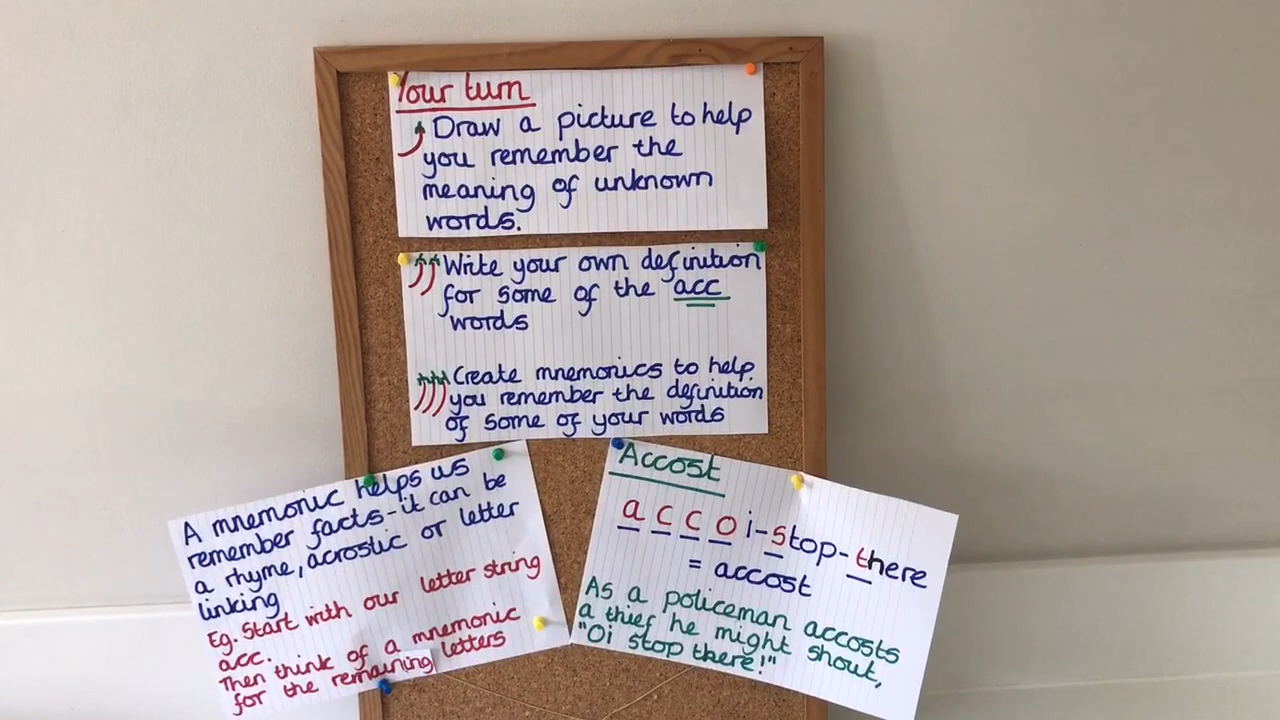 Your turn
Draw a picture to help
you remember the
meaning of unknown
words.
Write your own definition
for some of the acc
words
Create mnemonics to help
you remember the definition
of some of your words
A mnemonic helps us
remember facts-it can be
a rhyme, acrostic or letter
linking
Eg. Start with our letter string
acc.
Then think of a mnemonic
for the remaining letters
Accost
a c c o i-stop-there
= accost
As a policeman accosts
a thief he might shout,
"Oi stop there!"